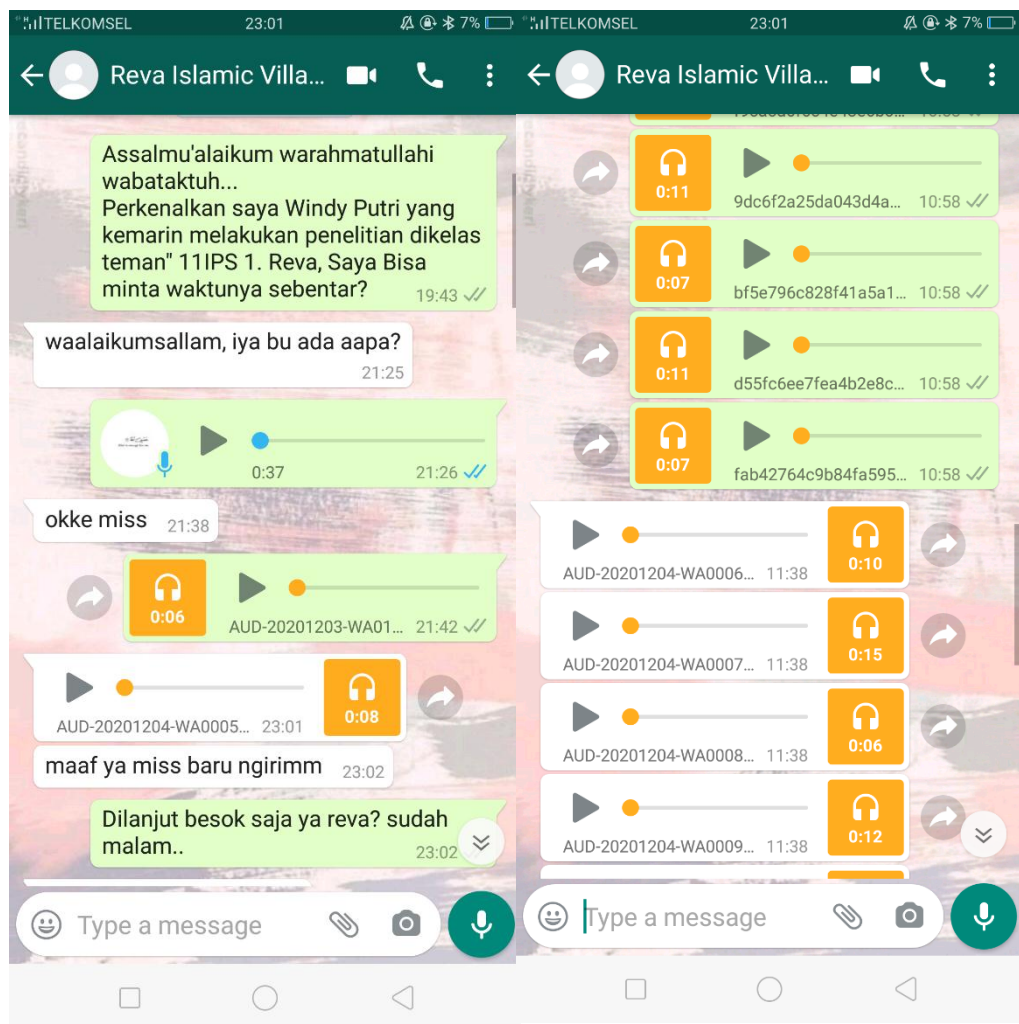 TELKOMSEL 23:01 7%
Reva Islamic Villa...
Assalmu'alaikum warahmatullahi
wabataktuh...
Perkenalkan saya Windy Putri yang
kemarin melakukan penelitian dikelas
teman" 11IPS 1. Reva, Saya Bisa
minta waktunya sebentar?
19:43
waalaikumsallam, iya bu ada aapa?
21:25
0:37 21:26
okke miss 21:38
0:06
AUD-20201203-WA01... 21:42
0:08
AUD-20201204-WA0005... 23:01
maaf ya miss baru ngirimm 23:02
Dilanjut besok saja ya reva? sudah
malam..
23:02
Type a message
TELKOMSEL 23:01 7%
Reva Islamic Villa...
0:11
9dc6f2a25da043d4a... 10:58
0:07
bf5e796c828f41a5a1... 10:58
0:11
d55fc6ee7fea4b2e8c... 10:58
0:07
fab42764c9b84fa595... 10:58
0:10
AUD-20201204-WA0006... 11:38
0:15
AUD-20201204-WA0007... 11:38
0:06
AUD-20201204-WA0008... 11:38
0:12
AUD-20201204-WA0009... 11:38
Type a message